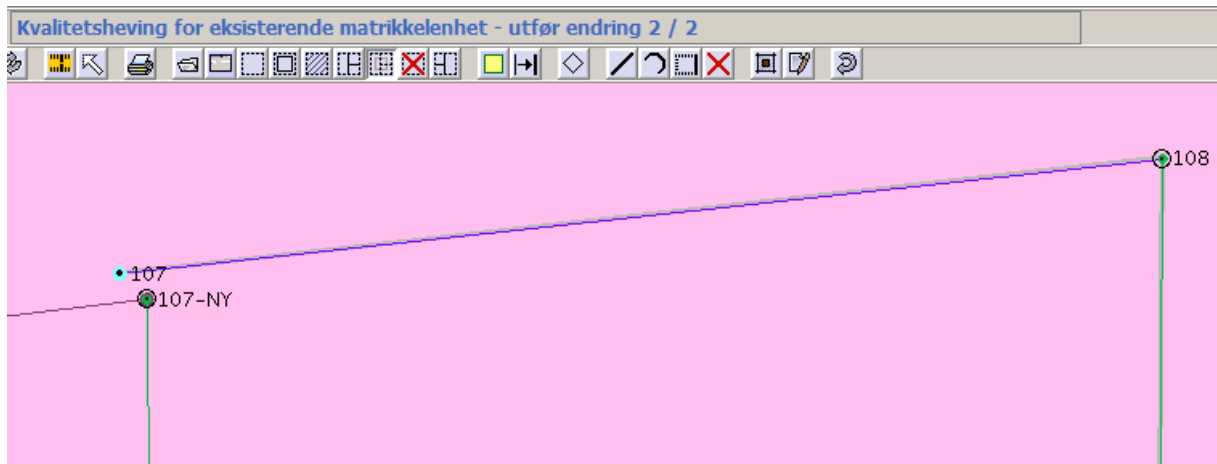 Kvalitetsheving for eksisterende matrikkelenhet - utfør endring 2 / 2
108
107
107-NY